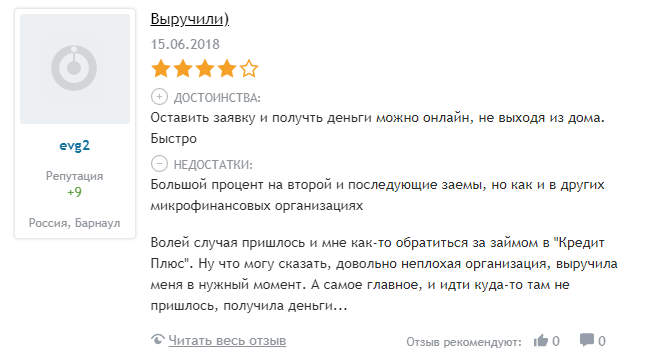 Выручили)
15.06.2018
ДОСТОИНСТВА:
Оставить заявку и получть деньги можно онлайн, не выходя из дома.
Быстро
НЕДОСТАТКИ:
Большой процент на второй и последующие заемы, но как и в других
микрофинансовых организациях
evg2
Репутация
+9
Россия, Барнаул
Волей случая пришлось и мне как-то обратиться за займом в "Кредит
Плюс". Ну что могу сказать, довольно неплохая организация, выручила
меня в нужный момент. А самое главное, и идти куда-то там не
пришлось, получила деньги...
Читать весь отзыв
Отзыв рекомендуют: 0 0